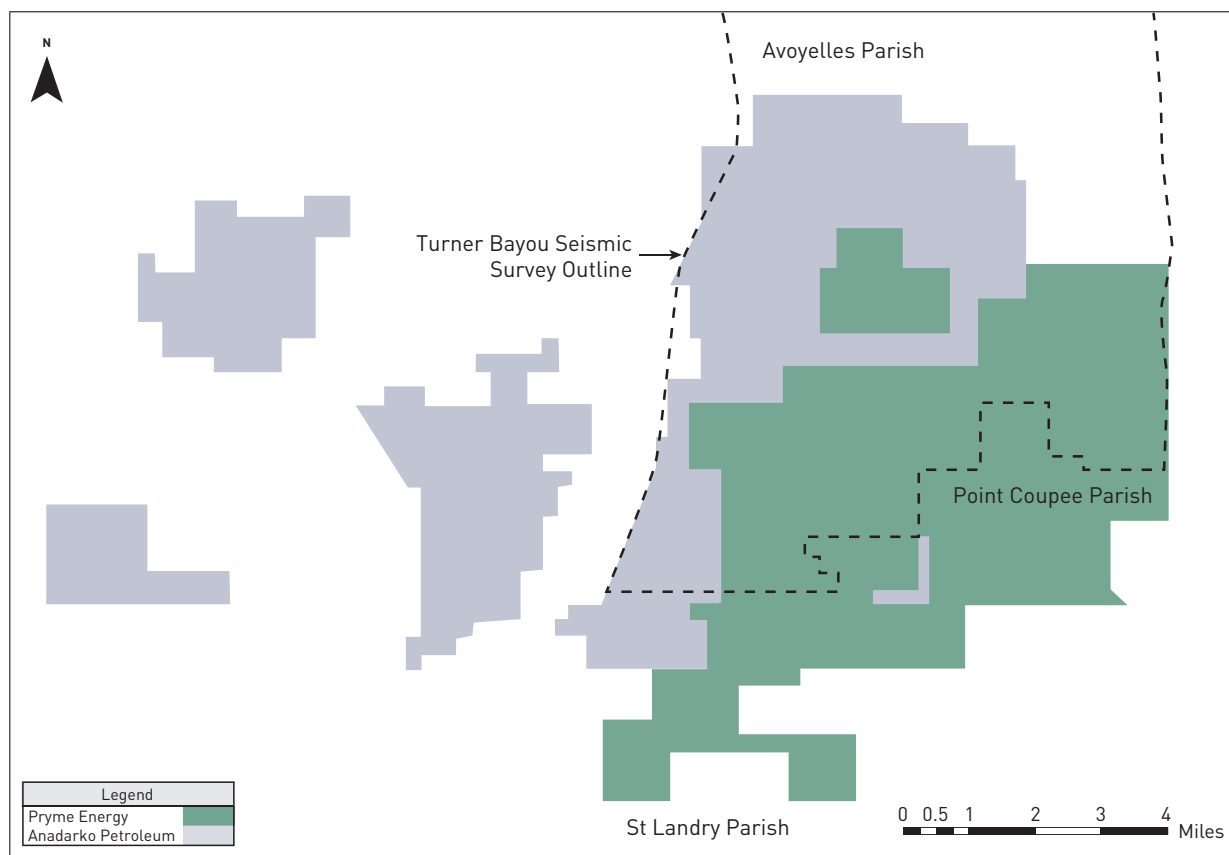 N
Avoyelles Parish
Turner Bayou Seismic
Survey Outline
Point Coupee Parish
Legend
Pryme Energy
Anadarko Petroleum
St Landry Parish
0 0.5 1 2 3 4
Miles